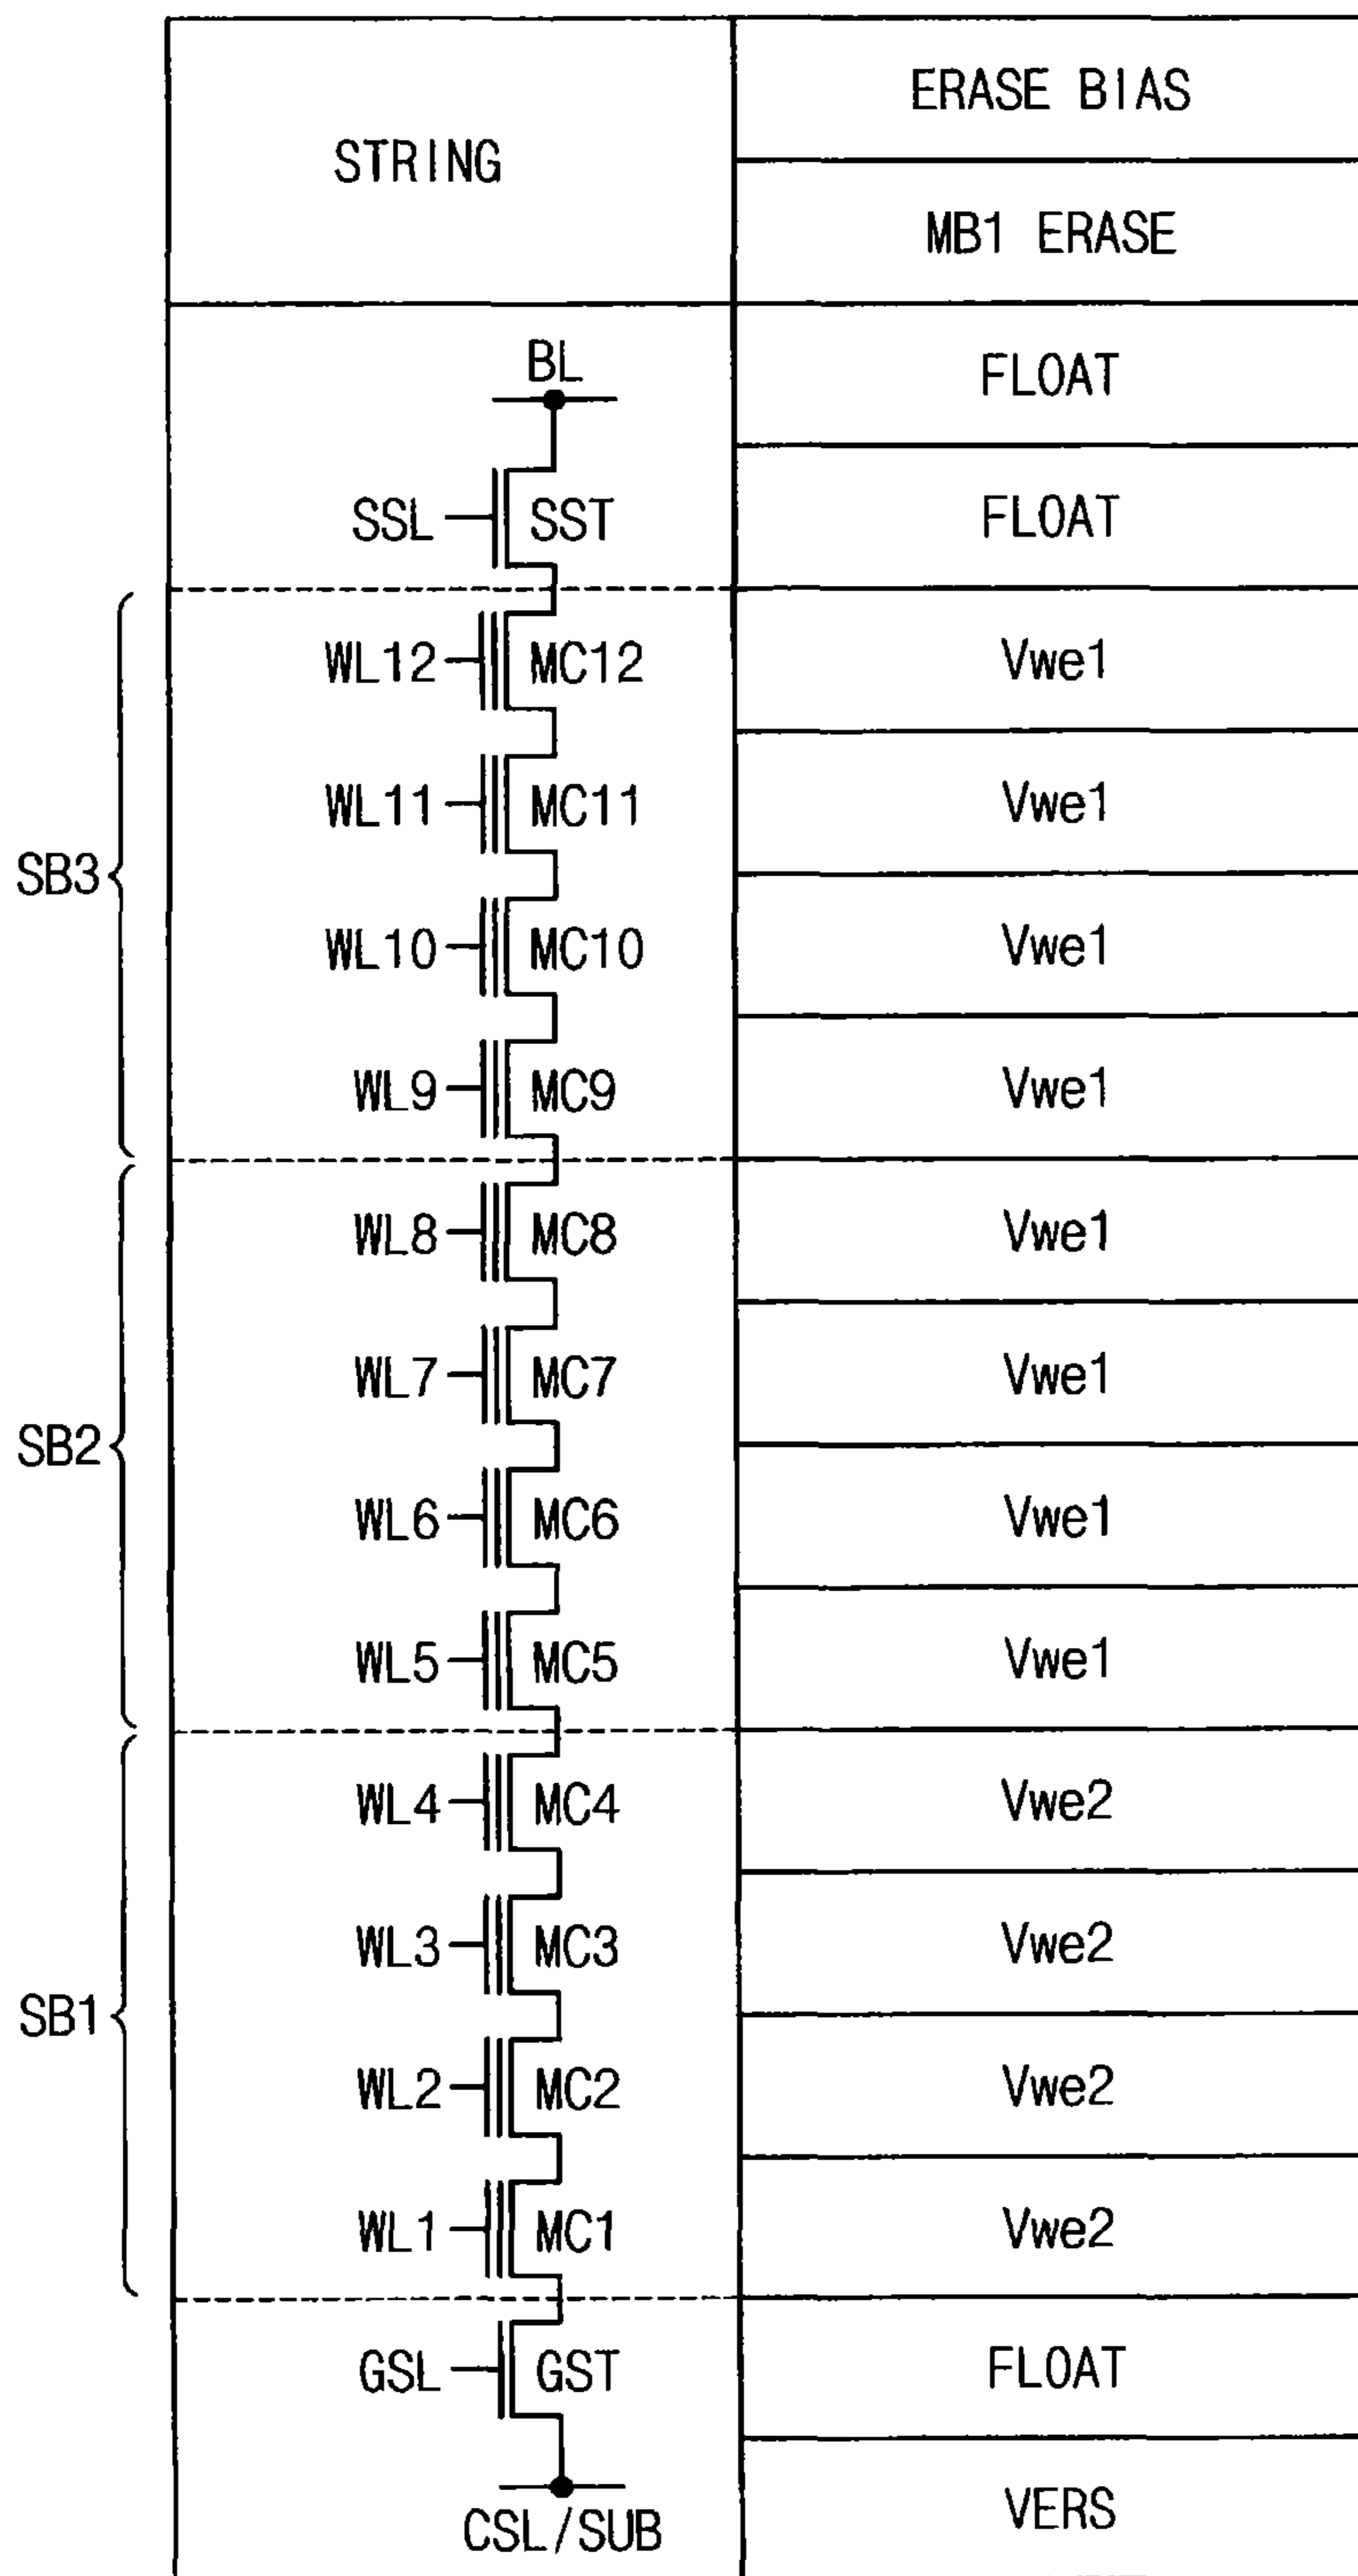 STRING
ERASE BIAS
MB1 ERASE
BL
FLOAT
SSL SST
FLOAT
SB3
WL12 MC12 Vwe1
WL11 MC11 Vwe1
WL10 MC10 Vwe1
WL9 MC9 Vwe1
SB2
WL8 MC8 Vwe1
WL7 MC7 Vwe1
WL6 MC6 Vwe1
WL5 MC5 Vwe1
SB1
WL4 MC4 Vwe2
WL3 MC3 Vwe2
WL2 MC2 Vwe2
WL1 MC1 Vwe2
GSL GST FLOAT
CSL/SUB VERS